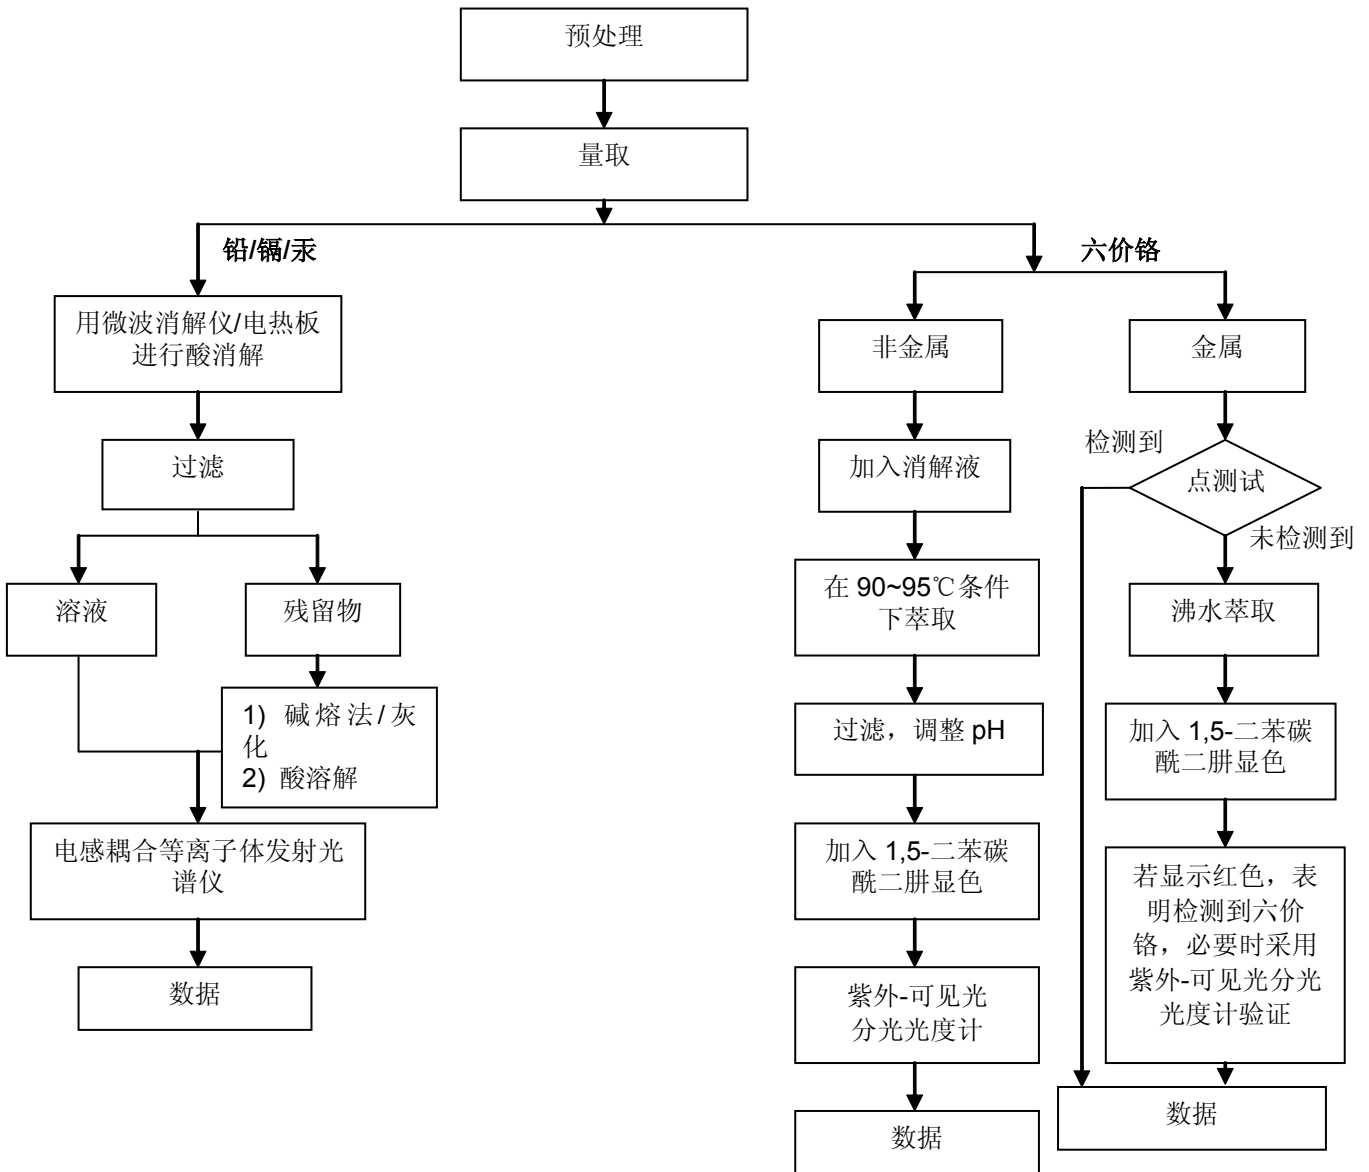 预处理
量取
铅/镉/汞
六价铬
用微波消解仪/电热板
进行酸消解
过滤
溶液
残留物
1) 碱熔法/灰
化
2) 酸溶解
电感耦合等离子体发射光
谱仪
数据
非金属
加入消解液
在 90~95℃条件
下萃取
过滤，调整 pH
加入 1,5-二苯碳
酰二肼显色
紫外-可见光
分光光度计
数据
金属
检测到
点测试
未检测到
沸水萃取
加入 1,5-二苯碳
酰二肼显色
若显示红色，表
明检测到六价
铬，必要时采用
紫外-可见光分光
光度计验证
数据